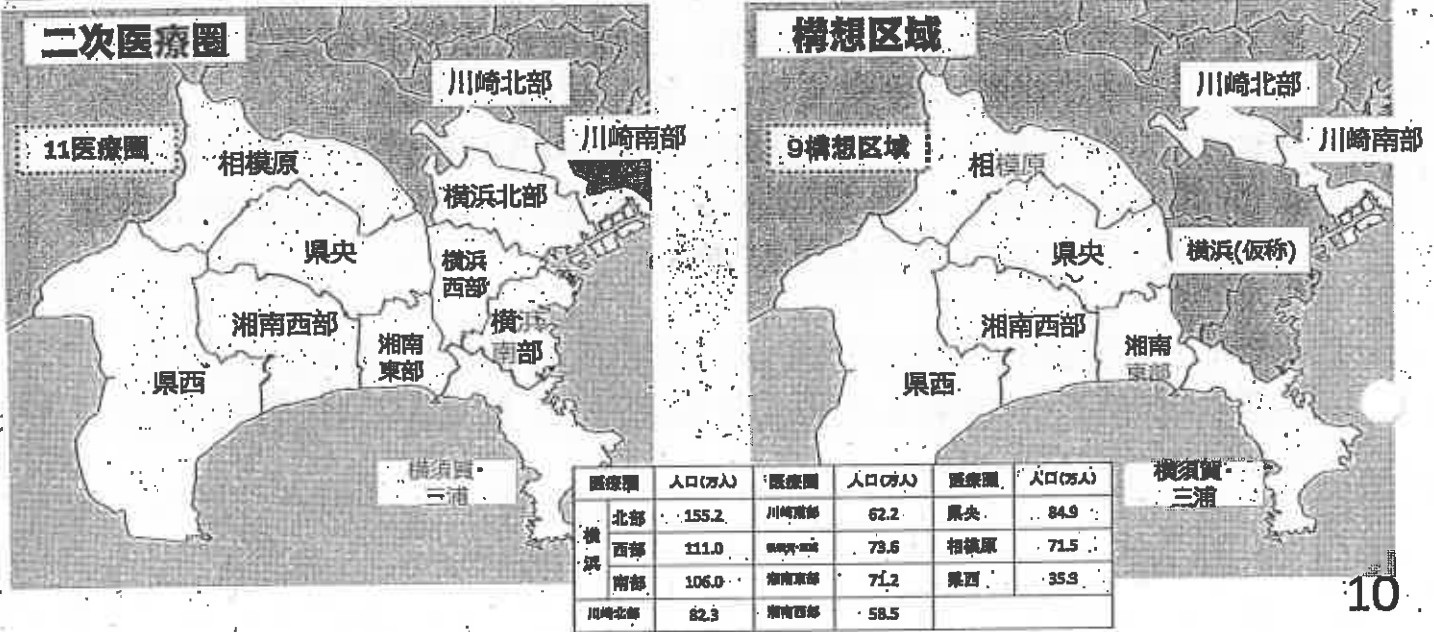 二次医療圏
11医療圏
川崎北部
川崎南部
相模原
横浜北部
県央
横浜
西部
横浜
南部
湘南西部
湘南
東部
県西
横須賀・
三浦
構想区域
9構想区域
川崎北部
川崎南部
相模原
横浜(仮称)
県央
湘南西部
湘南
東部
県西
横須賀・
三浦
医療圏 人口(万人) 医療圏 人口(万人) 医療圏 人口(万人)
横浜 北部 155.2 川崎南部 62.2 県央 84.9
西部 111.0 73.6 相模原 71.5
南部 106.0 湘南東部 71.2 県西 35.3
川崎北部 82.3 湘南西部 58.5
10